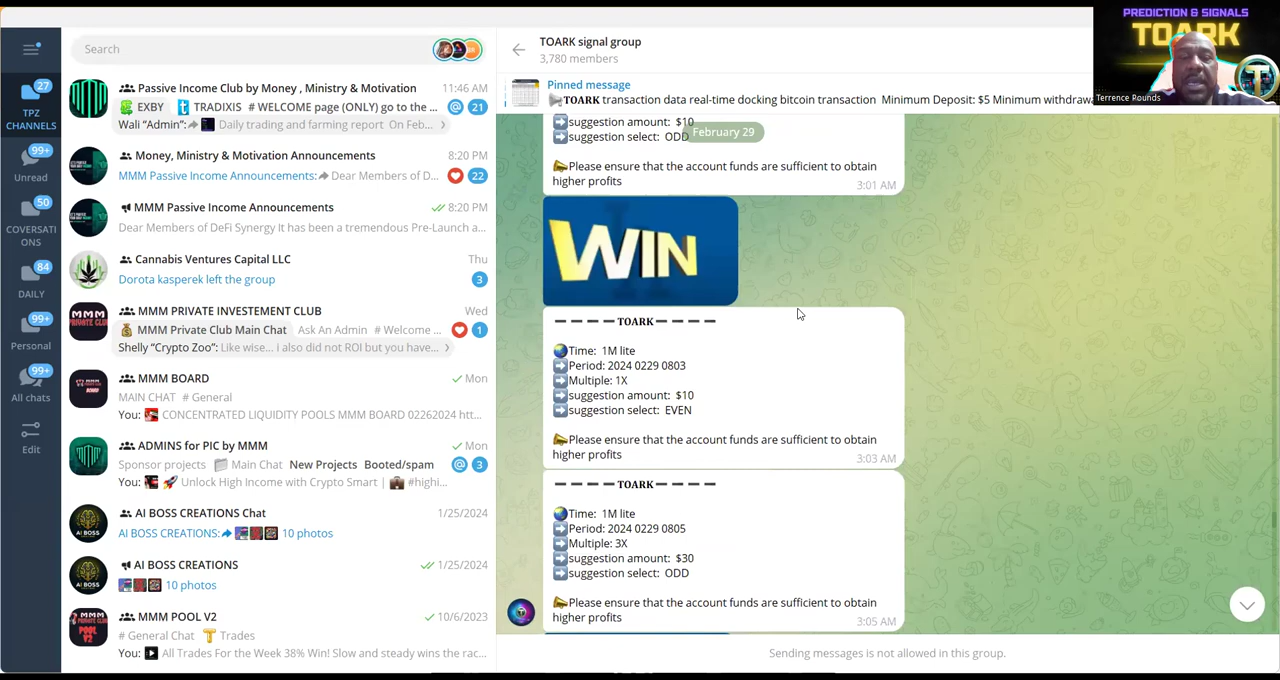 Search
27
TPZ
CHANNELS
99+
Unread
50
COVERSATI
ONS
84
DAILY
99+
Personal
99+
All chats
Edit
Passive Income Club by Money , Ministry & Motivation
11:46 AM
EXBY TRADIXIS # WELCOME page (ONLY) go to the ...
@ 21
Wali “Admin”: Daily trading and farming report On Feb...
Money, Ministry & Motivation Announcements
8:20 PM
MMM Passive Income Announcements: Dear Members of D...
22
MMM Passive Income Announcements
8:20 PM
Dear Members of DeFi Synergy It has been a tremendous Pre-Launch a...
Cannabis Ventures Capital LLC
Thu
Dorota kasperek left the group
3
MMM PRIVATE INVESTEMENT CLUB
Wed
MMM Private Club Main Chat Ask An Admin # Welcome ...
1
Shelly “Crypto Zoo”: Like wise... i also did not ROI but you have...
MMM BOARD
Mon
MAIN CHAT # General
You: CONCENTRATED LIQUIDITY POOLS MMM BOARD 02262024 htt...
ADMINS for PIC by MMM
Mon
Sponsor projects Main Chat New Projects Booted/spam
@ 3
You: Unlock High Income with Crypto Smart | #highi...
AI BOSS CREATIONS Chat
1/25/2024
AI BOSS CREATIONS: 10 photos
AI BOSS CREATIONS
1/25/2024
10 photos
MMM POOL V2
10/6/2023
# General Chat Trades
You: All Trades For the Week 38% Win! Slow and steady wins the rac...
TOARK signal group
3,780 members
Pinned message
TOARK transaction data real-time docking bitcoin transaction Minimum Deposit: $5 Minimum withdraw
suggestion amount: $10
suggestion select: ODD
February 29
Please ensure that the account funds are sufficient to obtain
higher profits
3:01 AM
WIN
— — — — TOARK — — — —
Time: 1M lite
Period: 2024 0229 0803
Multiple: 1X
suggestion amount: $10
suggestion select: EVEN
Please ensure that the account funds are sufficient to obtain
higher profits
3:03 AM
— — — — TOARK — — — —
Time: 1M lite
Period: 2024 0229 0805
Multiple: 3X
suggestion amount: $30
suggestion select: ODD
Please ensure that the account funds are sufficient to obtain
higher profits
3:05 AM
Sending messages is not allowed in this group.
PREDICTION & SIGNALS
TOARK
Terrence Pounds